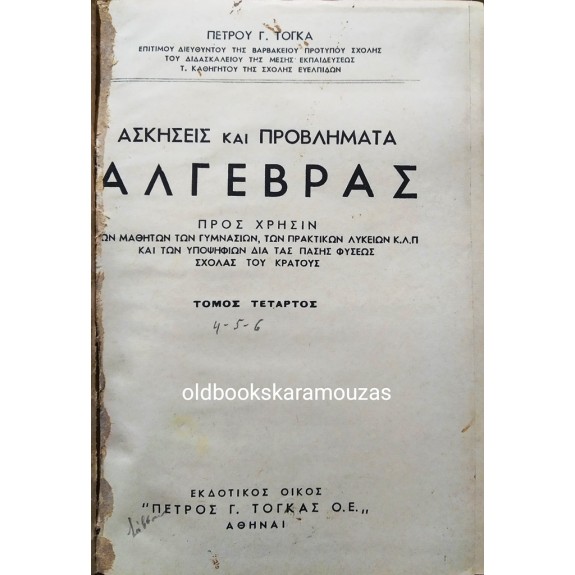 ΠΕΤΡΟΥ Γ. ΤΟΓΚΑ
ΕΠΙΤΙΜΟΥ ΔΙΕΥΘΥΝΤΟΥ ΤΗΣ ΒΑΡΒΑΚΕΙΟΥ ΠΡΟΤΥΠΟΥ ΣΧΟΛΗΣ
ΤΟΥ ΔΙΔΑΣΚΑΛΕΙΟΥ ΤΗΣ ΜΕΣΗΣ ΕΚΠΑΙΔΕΥΣΕΩΣ
Τ. ΚΑΘΗΓΗΤΟΥ ΤΗΣ ΣΧΟΛΗΣ ΕΥΕΛΠΙΔΩΝ
ΑΣΚΗΣΕΙΣ ΚΑΙ ΠΡΟΒΛΗΜΑΤΑ
ΑΛΓΕΒΡΑΣ
ΠΡΟΣ ΧΡΗΣΙΝ
ΩΝ ΜΑΘΗΤΩΝ ΤΩΝ ΓΥΜΝΑΣΙΩΝ, ΤΩΝ ΠΡΑΚΤΙΚΩΝ ΛΥΚΕΙΩΝ Κ.Λ.Π
ΚΑΙ ΤΩΝ ΥΠΟΨΗΦΙΩΝ ΔΙΑ ΤΑΣ ΠΑΣΗΣ ΦΥΣΕΩΣ
ΣΧΟΛΑΣ ΤΟΥ ΚΡΑΤΟΥΣ
ΤΟΜΟΣ ΤΕΤΑΡΤΟΣ
4-5-6
oldbookskaramouzas
ΕΚΔΟΤΙΚΟΣ ΟΙΚΟΣ
"ΠΕΤΡΟΣ Γ. ΤΟΓΚΑΣ Ο.Ε.,,
ΑΘΗΝΑΙ